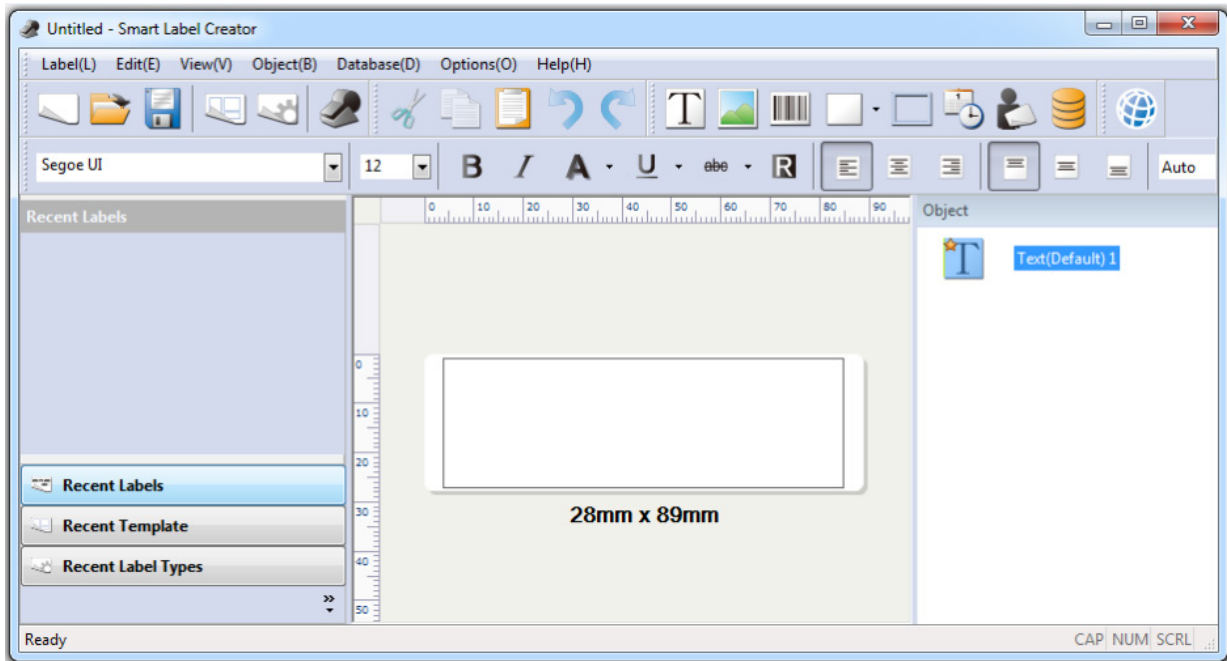 Untitled - Smart Label Creator
Label(L) Edit(E) View(V) Object(B) Database(D) Options(O) Help(H)
T
Segoe UI 12 B I A U abc R Auto
Recent Labels
0 10 20 30 40 50 60 70 80 90
Object
T Text(Default) 1
0
10
20
30
40
50
28mm x 89mm
Recent Labels
Recent Template
Recent Label Types
Ready
CAP NUM SCRL